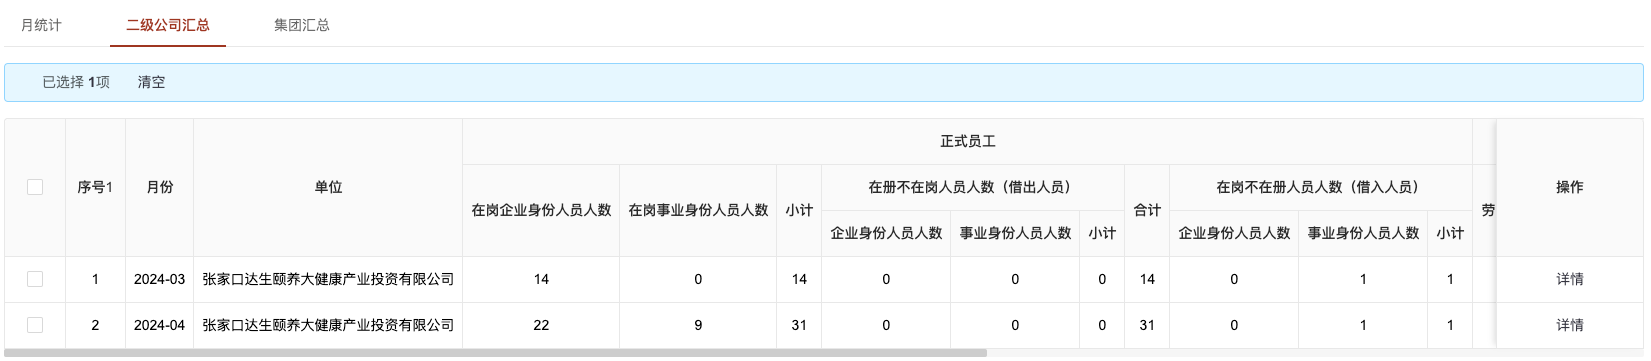 月统计 二级公司汇总 集团汇总
已选择 1项 清空
正式员工
序号1 月份 单位 在岗企业身份人员人数 在岗事业身份人员人数 小计 在册不在岗人员人数（借出人员） 合计 在岗不在册人员人数（借入人员） 劳 操作
企业身份人员人数 事业身份人员人数 小计 企业身份人员人数 事业身份人员人数 小计
1 2024-03 张家口达生颐养大健康产业投资有限公司 14 0 14 0 0 0 14 0 1 1 详情
2 2024-04 张家口达生颐养大健康产业投资有限公司 22 9 31 0 0 0 31 0 1 1 详情